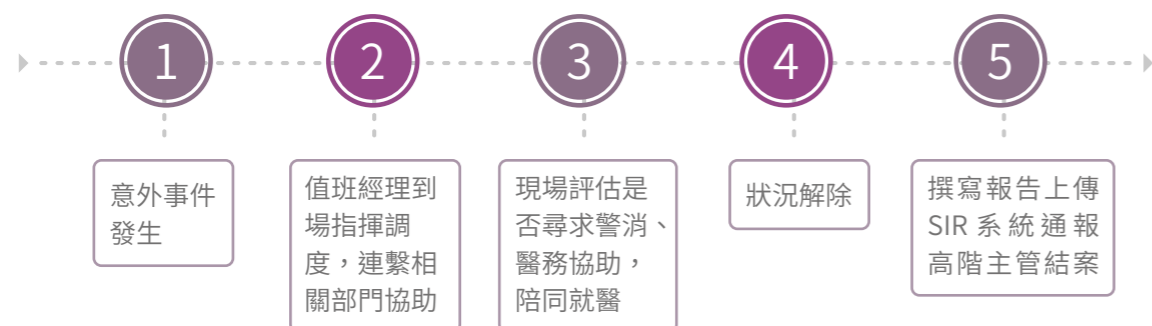 1
2
3
4
5
意外事件
發生
值班經理到
場指揮調
度，連繫相
關部門協助
現場評估是
否尋求警消、
醫務協助，
陪同就醫
狀況解除
撰寫報告上傳
SIR 系統通報
高階主管結案